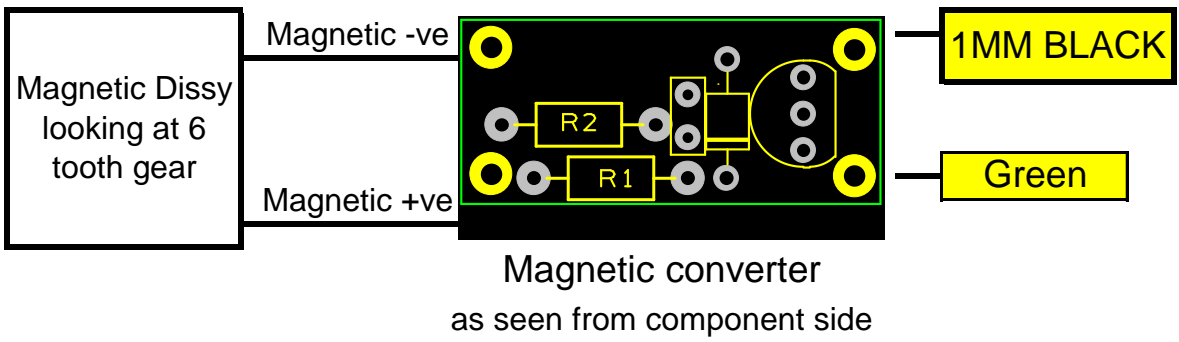 Magnetic Dissy
looking at 6
tooth gear
Magnetic -ve
Magnetic +ve
R2
R1
1MM BLACK
Green
Magnetic converter
as seen from component side